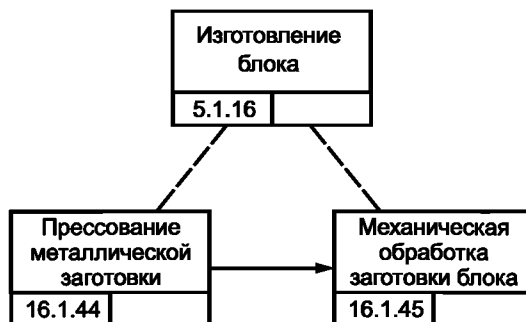 Изготовление
блока
5.1.16
Прессование
металлической
заготовки
16.1.44
Механическая
обработка
заготовки блока
16.1.45